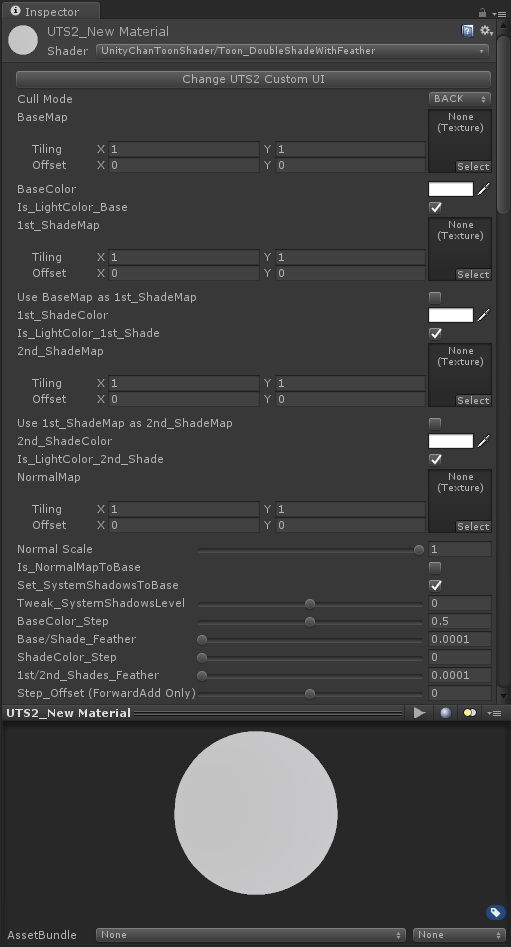 Inspector
UTS2_New Material
Shader UnityChanToonShader/Toon_DoubleShadeWithFeather
Change UTS2 Custom UI
Cull Mode BACK
BaseMap None (Texture)
Tiling X 1 Y 1
Offset X 0 Y 0 Select
BaseColor
Is_LightColor_Base
1st_ShadeMap None (Texture)
Tiling X 1 Y 1
Offset X 0 Y 0 Select
Use BaseMap as 1st_ShadeMap
1st_ShadeColor
Is_LightColor_1st_Shade
2nd_ShadeMap None (Texture)
Tiling X 1 Y 1
Offset X 0 Y 0 Select
Use 1st_ShadeMap as 2nd_ShadeMap
2nd_ShadeColor
Is_LightColor_2nd_Shade
NormalMap None (Texture)
Tiling X 1 Y 1
Offset X 0 Y 0 Select
Normal Scale 1
Is_NormalMapToBase
Set_SystemShadowsToBase
Tweak_SystemShadowsLevel 0
BaseColor_Step 0.5
Base/Shade_Feather 0.0001
ShadeColor_Step 0
1st/2nd_Shades_Feather 0.0001
Step_Offset (ForwardAdd Only) 0
UTS2_New Material
AssetBundle None None